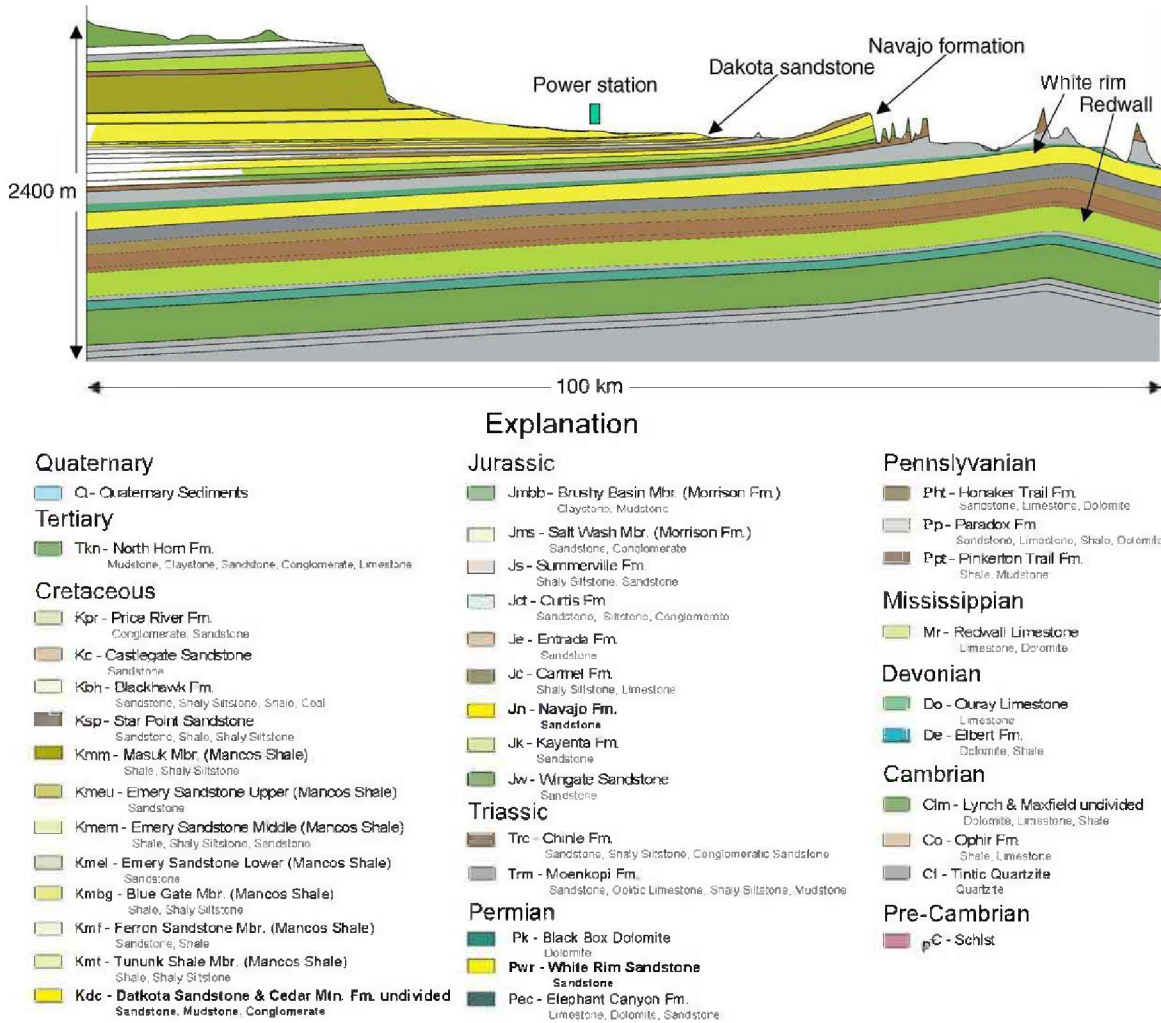 Navajo formation
Dakota sandstone
White rim
Redwall
Power station
2400 m
100 km
Explanation
Quaternary
Q - Quaternary Sediments
Tertiary
Tkn - North Horn Fm.
Mudstone, Claystone, Sandstone, Conglomerate, Limestone
Cretaceous
Kpr - Price River Fm.
Conglomerate, Sandstone
Kc - Castlegate Sandstone
Sandstone
Kbh - Blackhawk Fm.
Sandstone, Shaly Siltstone, Shale, Coal
Ksp - Star Point Sandstone
Sandstone, Shale, Shaly Siltstone
Kmm - Masuk Mbr. (Mancos Shale)
Shale, Shaly Siltstone
Kmeu - Emery Sandstone Upper (Mancos Shale)
Sandstone
Kmem - Emery Sandstone Middle (Mancos Shale)
Shale, Shaly Siltstone, Sandstone
Kmel - Emery Sandstone Lower (Mancos Shale)
Sandstone
Kmbg - Blue Gate Mbr. (Mancos Shale)
Shale, Shaly Siltstone
Kmf - Ferron Sandstone Mbr. (Mancos Shale)
Sandstone, Shale
Kmt - Tununk Shale Mbr. (Mancos Shale)
Shale, Shaly Siltstone
Kdc - Datkota Sandstone & Cedar Mtn. Fm. undivided
Sandstone, Mudstone, Conglomerate
Jurassic
Jmbb - Brushy Basin Mbr. (Morrison Fm.)
Claystone, Mudstone
Jms - Salt Wash Mbr. (Morrison Fm.)
Sandstone, Conglomerate
Js - Summerville Fm.
Shaly Siltstone, Sandstone
Jct - Curtis Fm
Sandstone, Siltstone, Conglomerate
Je - Entrada Fm.
Sandstone
Jc - Carmel Fm.
Shaly Siltstone, Limestone
Jn - Navajo Fm.
Sandstone
Jk - Kayenta Fm.
Sandstone
Jw - Wingate Sandstone
Sandstone
Triassic
Trc - Chinle Fm.
Sandstone, Shaly Siltstone, Conglomeratic Sandstone
Trm - Moenkopi Fm.
Sandstone, Oolitic Limestone, Shaly Siltstone, Mudstone
Permian
Pk - Black Box Dolomite
Dolomite
Pwr - White Rim Sandstone
Sandstone
Pec - Elephant Canyon Fm.
Limestone, Dolomite, Sandstone
Pennslyvanian
Pht - Honaker Trail Fm.
Sandstone, Limestone, Dolomite
Pp - Paradox Fm
Sandstone, Limestone, Shale, Dolomite
Ppt - Pinkerton Trail Fm.
Shale, Mudstone
Mississippian
Mr - Redwall Limestone
Limestone, Dolomite
Devonian
Do - Ouray Limestone
Limestone
De - Elbert Fm.
Dolomite, Shale
Cambrian
Clm - Lynch & Maxfield undivided
Dolomite, Limestone, Shale
Co - Ophir Fm.
Shale, Limestone
Ct - Tintic Quartzite
Quartzite
Pre-Cambrian
pC - Schist